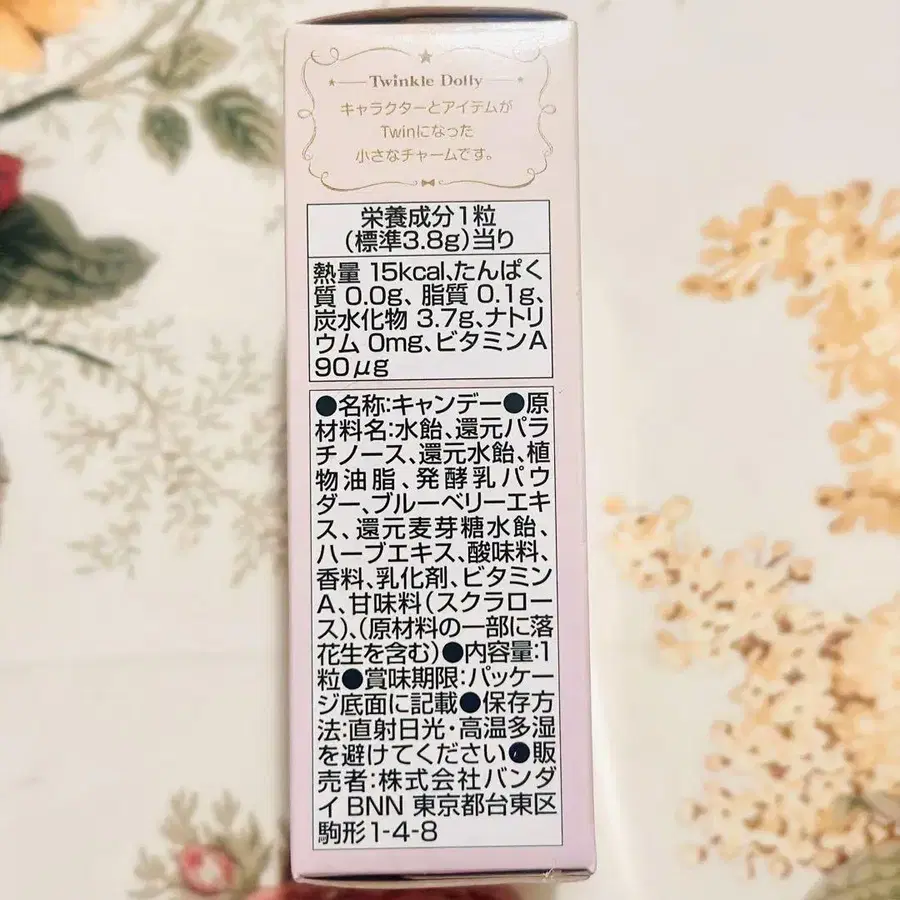 Twinkle Dolly
キャラクターとアイテムが
Twinになった
小さなチャームです。
栄養成分1粒
(標準3.8g)当り
熱量 15kcal、たんぱく
質 0.0g、脂質 0.1g、
炭水化物 3.7g、ナトリ
ウム 0mg、ビタミンA
90μg
●名称:キャンデー●原
材料名:水飴、還元パラ
チノース、還元水飴、植
物油脂、発酵乳パウ
ダー、ブルーベリーエキ
ス、還元麦芽糖水飴、
ハーブエキス、酸味料、
香料、乳化剤、ビタミン
A、甘味料(スクラロー
ス)、(原材料の一部に落
花生を含む)●内容量:1
粒●賞味期限:パッケー
ジ底面に記載●保存方
法:直射日光・高温多湿
を避けてください●販
売者:株式会社バンダ
イBNN 東京都台東区
駒形1-4-8